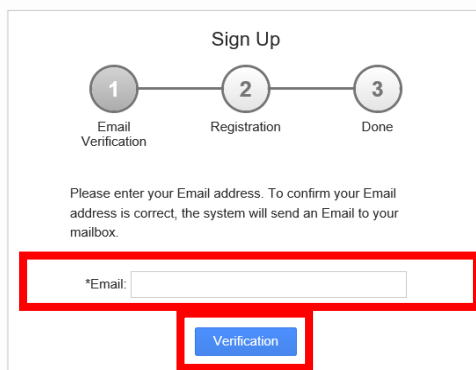 Sign Up
1 2 3
Email Registration Done
Verification
Please enter your Email address. To confirm your Email
address is correct, the system will send an Email to your
mailbox.
*Email:
Verification